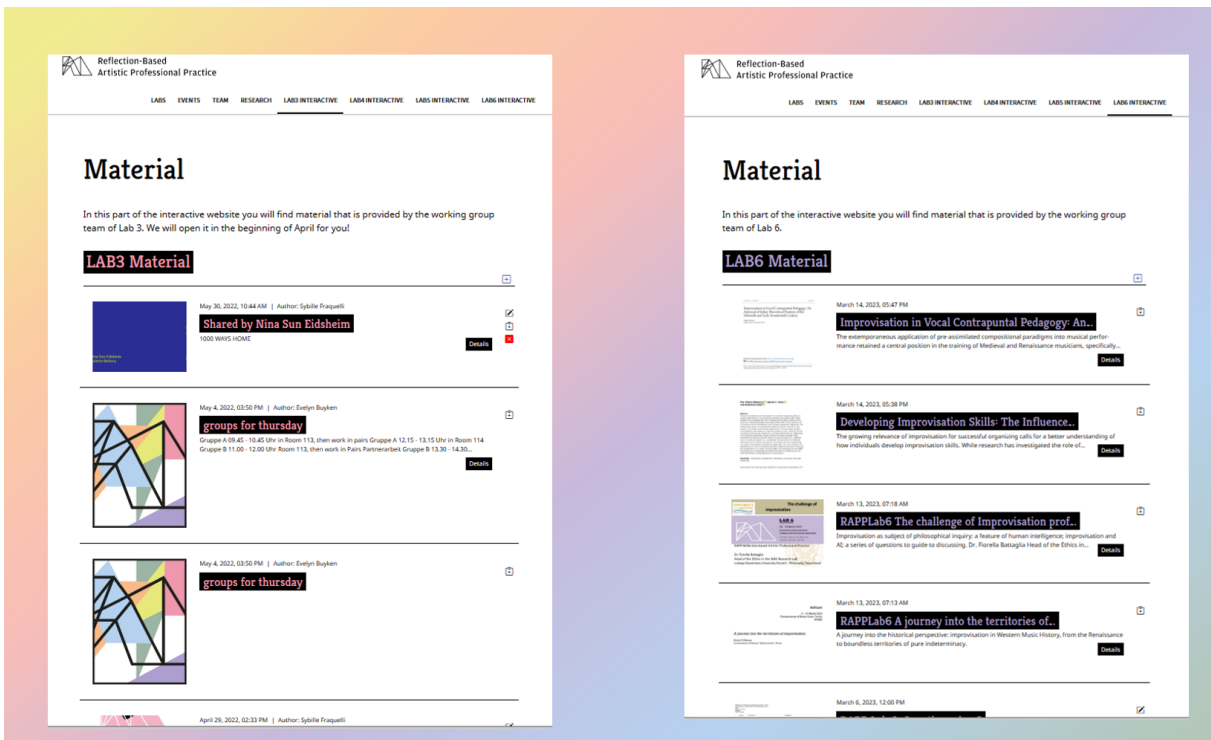 Reflection-Based
Artistic Professional Practice
LABS EVENTS TEAM RESEARCH LAB3 INTERACTIVE LAB4 INTERACTIVE LAB5 INTERACTIVE LAB6 INTERACTIVE
Material
In this part of the interactive website you will find material that is provided by the working group
team of Lab 3. We will open it in the beginning of April for you!
LAB3 Material
May 30, 2022, 10:44 AM | Author: Sybille Fraquelli
Shared by Nina Sun Eidsheim
1000 WAYS HOME
Details
May 4, 2022, 03:50 PM | Author: Evelyn Buyken
groups for thursday
Gruppe A 09.45 - 10.45 Uhr in Room 113, then work in pairs Gruppe A 12.15 - 13.15 Uhr in Room 114
Gruppe B 11.00 - 12.00 Uhr Room 113, then work in Pairs Partnerarbeit Gruppe B 13.30 - 14.30...
Details
May 4, 2022, 03:50 PM | Author: Evelyn Buyken
groups for thursday
April 29, 2022, 02:33 PM | Author: Sybille Fraquelli
Reflection-Based
Artistic Professional Practice
LABS EVENTS TEAM RESEARCH LAB3 INTERACTIVE LAB4 INTERACTIVE LAB5 INTERACTIVE LAB6 INTERACTIVE
Material
In this part of the interactive website you will find material that is provided by the working group
team of Lab 6.
LAB6 Material
March 14, 2023, 05:47 PM
Improvisation in Vocal Contrapuntal Pedagogy: An...
The extemporaneous application of pre-assimilated compositional paradigms into musical perfor-
mance retained a central position in the training of Medieval and Renaissance musicians, specifically...
Details
March 14, 2023, 05:38 PM
Developing Improvisation Skills: The Influence...
The growing relevance of improvisation for successful organizing calls for a better understanding of
how individuals develop improvisation skills. While research has investigated the role of...
Details
The challenge of
improvisation
LAB 6
March 13, 2023, 07:18 AM
RAPPLab6 The challenge of Improvisation prof...
Improvisation as subject of philosophical inquiry: a feature of human intelligence; improvisation and
AI; a series of questions to guide to discussing. Dr. Fiorella Battaglia Head of the Ethics in...
Details
March 13, 2023, 07:13 AM
RAPPLab6 A journey into the territories of...
A journey into the historical perspective: improvisation in Western Music History, from the Renaissance
to boundless territories of pure indeterminacy.
Details
A journey into the territories of improvisation
March 6, 2023, 12:00 PM